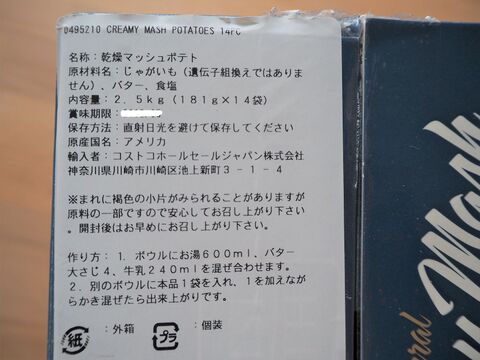 0495210 CREAMY MASH POTATOES 14PC
名称：乾燥マッシュポテト
原材料名：じゃがいも（遺伝子組換えではありま
せん）、バター、食塩
内容量：２．５ｋｇ（１８１ｇ×１４袋）
賞味期限：
保存方法：直射日光を避けて保存してください
原産国名：アメリカ
輸入者：コストコホールセールジャパン株式会社
神奈川県川崎市川崎区池上新町３－１－４
※まれに褐色の小片がみられることがありますが
原料の一部ですので安心してお召し上がり下さい
。開封後はお早めにお召し上がり下さい。
作り方：１．ボウルにお湯６００ｍｌ、バター
大さじ４、牛乳２４０ｍｌを混ぜ合わせます。
２．別のボウルに本品１袋を入れ、１を加えなが
らかき混ぜたら出来上がりです。
紙 ：外箱 プラ ：個装
Mash
ral